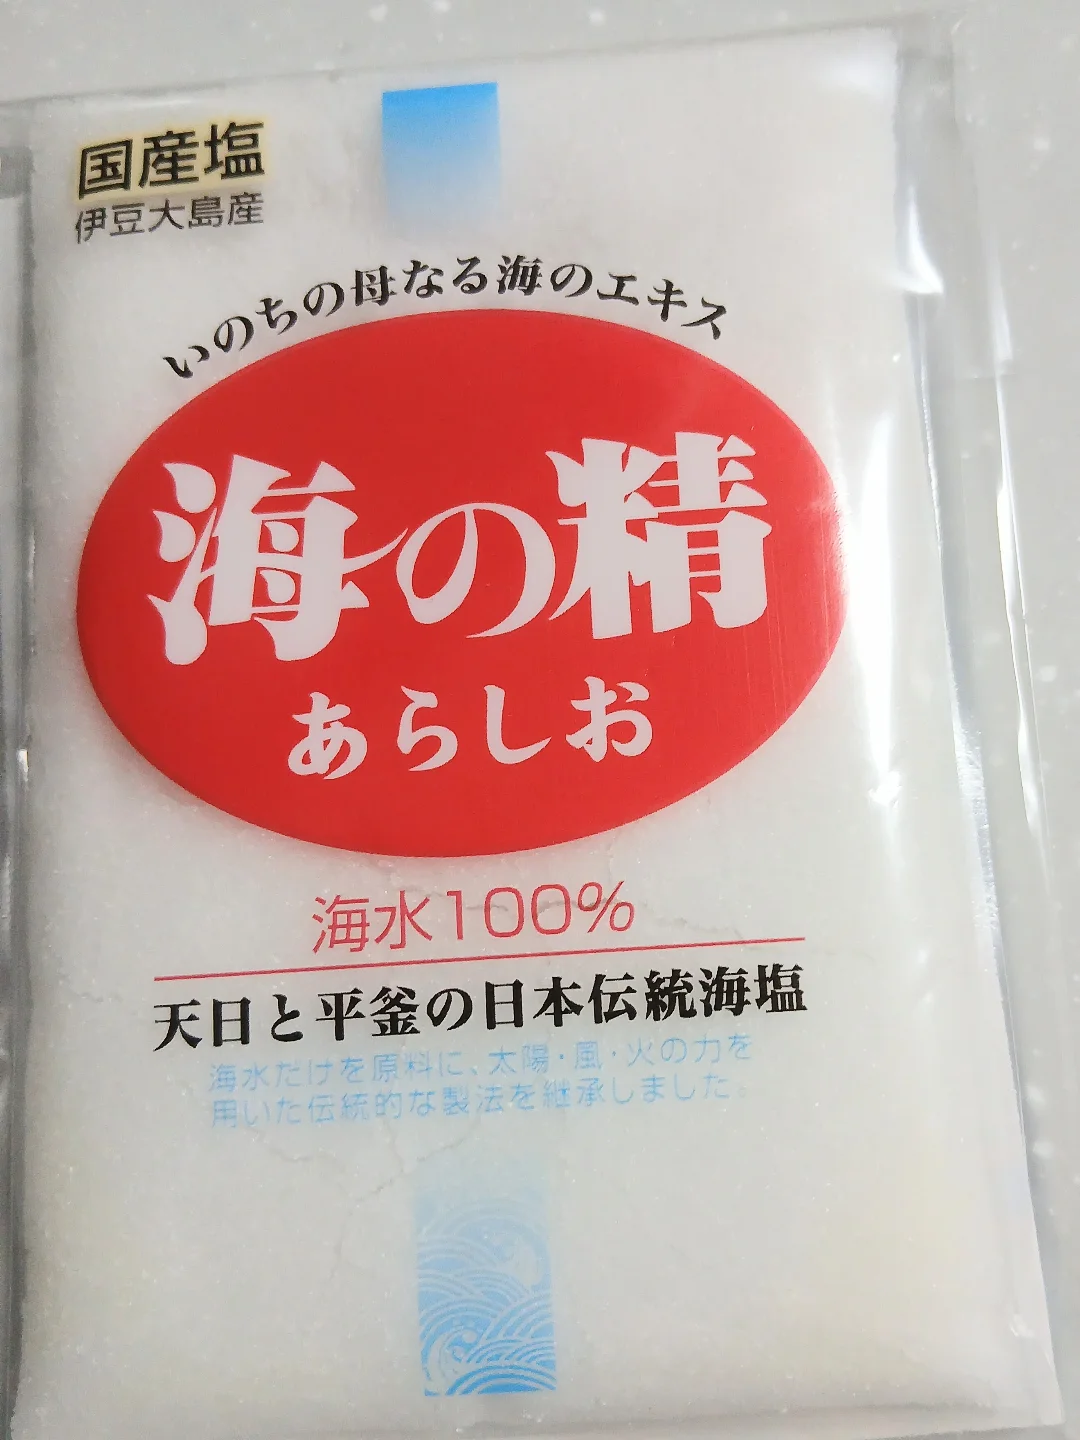 国産塩
伊豆大島産
いのちの母なる海のエキス
海の精
あらしお
海水100%
天日と平釜の日本伝統海塩
海水だけを原料に、太陽・風・火の力を
用いた伝統的な製法を継承しました。